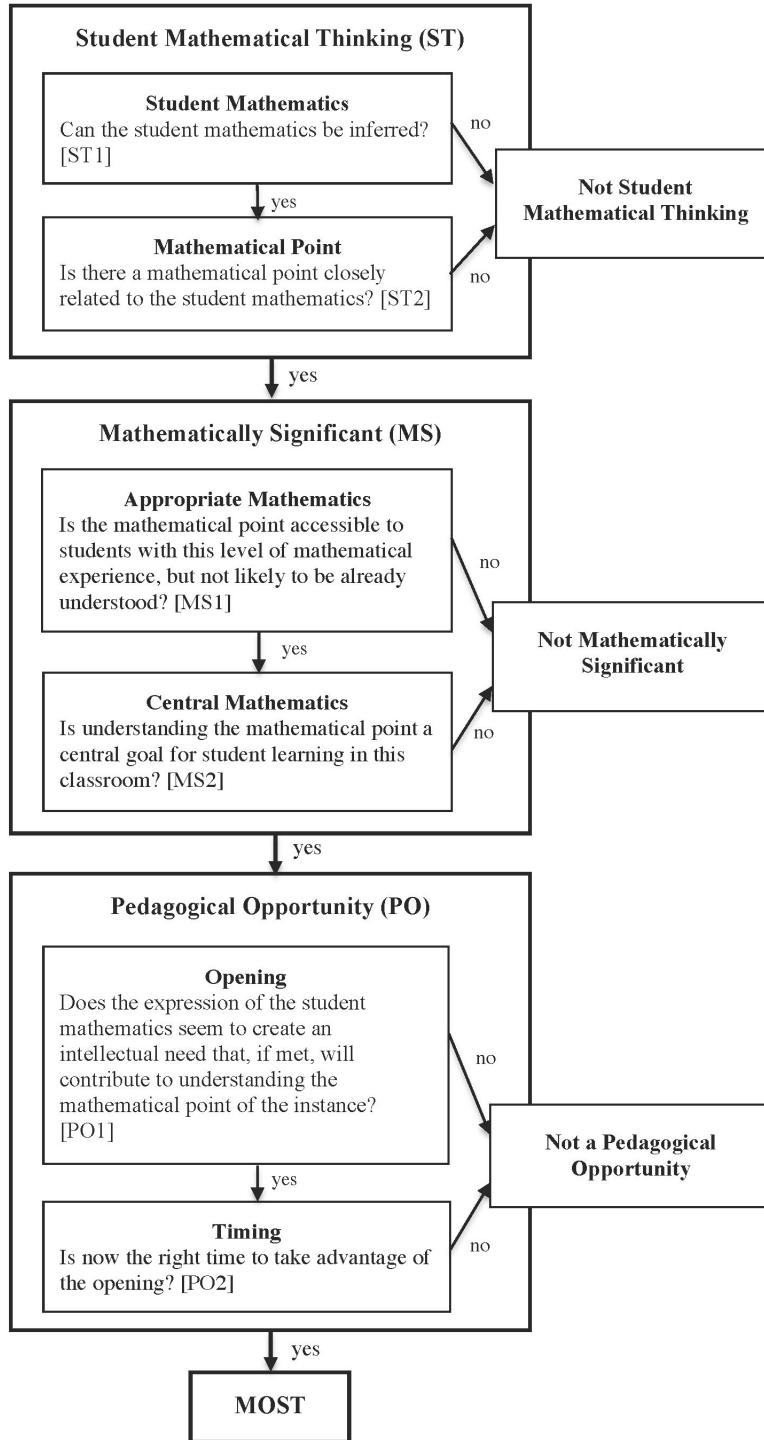 Student Mathematical Thinking (ST)
Student Mathematics
Can the student mathematics be inferred?
[ST1]
no
yes
Not Student
Mathematical Thinking
Mathematical Point
Is there a mathematical point closely
related to the student mathematics? [ST2]
no
yes
Mathematically Significant (MS)
Appropriate Mathematics
Is the mathematical point accessible to
students with this level of mathematical
experience, but not likely to be already
understood? [MS1]
no
yes
Not Mathematically
Significant
Central Mathematics
Is understanding the mathematical point a
central goal for student learning in this
classroom? [MS2]
no
yes
Pedagogical Opportunity (PO)
Opening
Does the expression of the student
mathematics seem to create an
intellectual need that, if met, will
contribute to understanding the
mathematical point of the instance?
[PO1]
no
yes
Not a Pedagogical
Opportunity
Timing
Is now the right time to take advantage of
the opening? [PO2]
no
yes
MOST